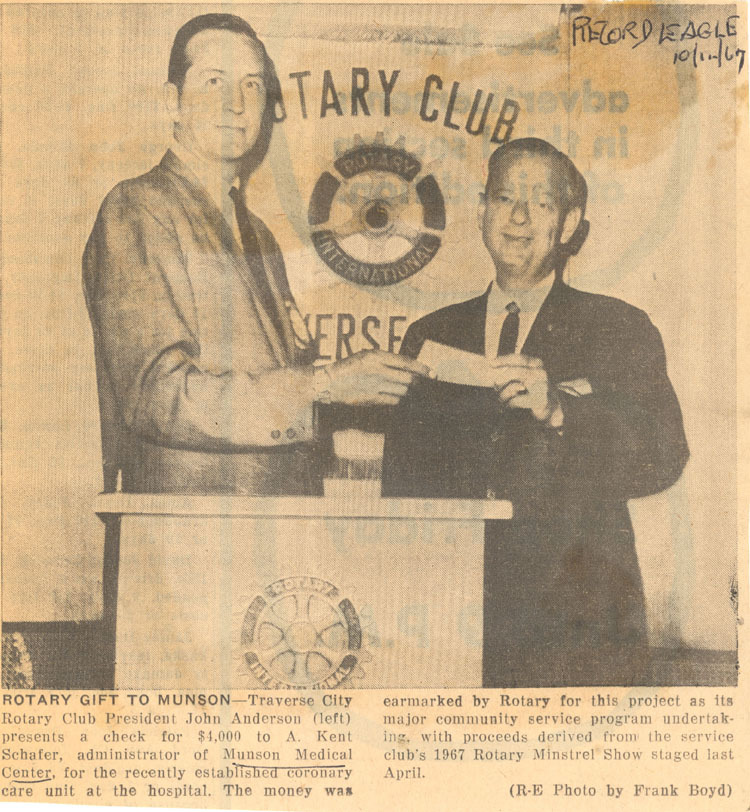 RECORD EAGLE
10/11/67
OTARY CLUB
ROTARY
INTERNATIONAL
VERSE
ROTARY
ROTARY GIFT TO MUNSON—Traverse City
Rotary Club President John Anderson (left)
presents a check for $4,000 to A. Kent
Schafer, administrator of Munson Medical
Center, for the recently established coronary
care unit at the hospital. The money was
earmarked by Rotary for this project as its
major community service program undertak-
ing, with proceeds derived from the service
club's 1967 Rotary Minstrel Show staged last
April.
(R-E Photo by Frank Boyd)